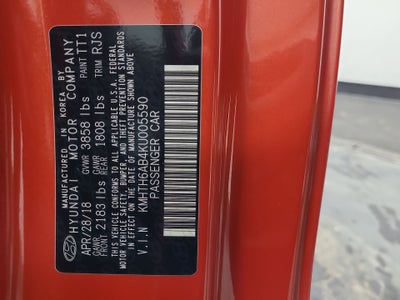 MANUFACTURED IN KOREA BY
HYUNDAI MOTOR COMPANY
APR/28/18 GVWR 3858 lbs PAINT TT1
GAWR FRONT 2183 lbs GAWR REAR 1808 lbs TRIM RJS
THIS VEHICLE CONFORMS TO ALL APPLICABLE U.S.A. FEDERAL
MOTOR VEHICLE SAFETY, BUMPER, AND THEFT PREVENTION STANDARDS
IN EFFECT ON THE DATE OF MANUFACTURE SHOWN ABOVE.
V.I.N KMHTH6AB4KU005590
PASSENGER CAR